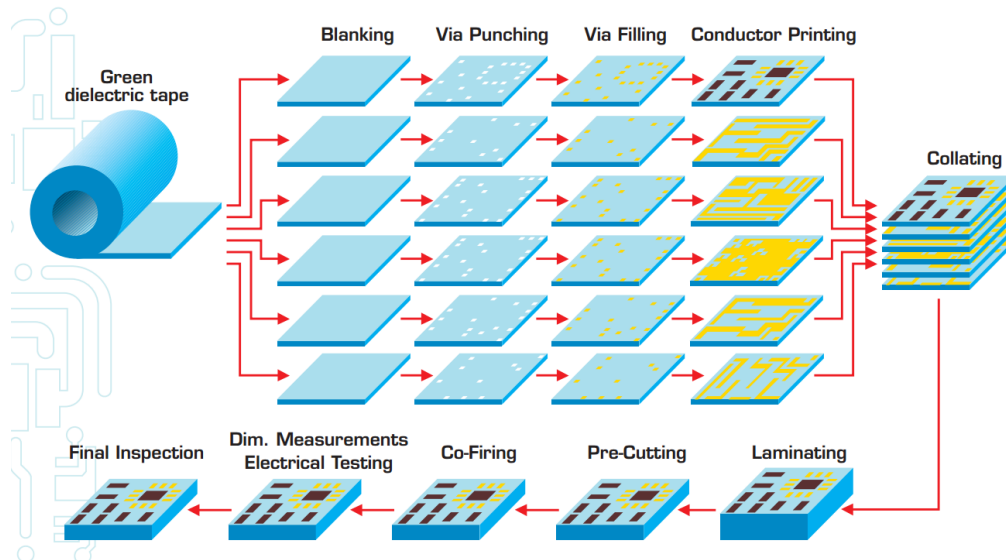 Blanking
Via Punching
Via Filling
Conductor Printing
Green
dielectric tape
Collating
Final Inspection
Dim. Measurements
Electrical Testing
Co-Firing
Pre-Cutting
Laminating